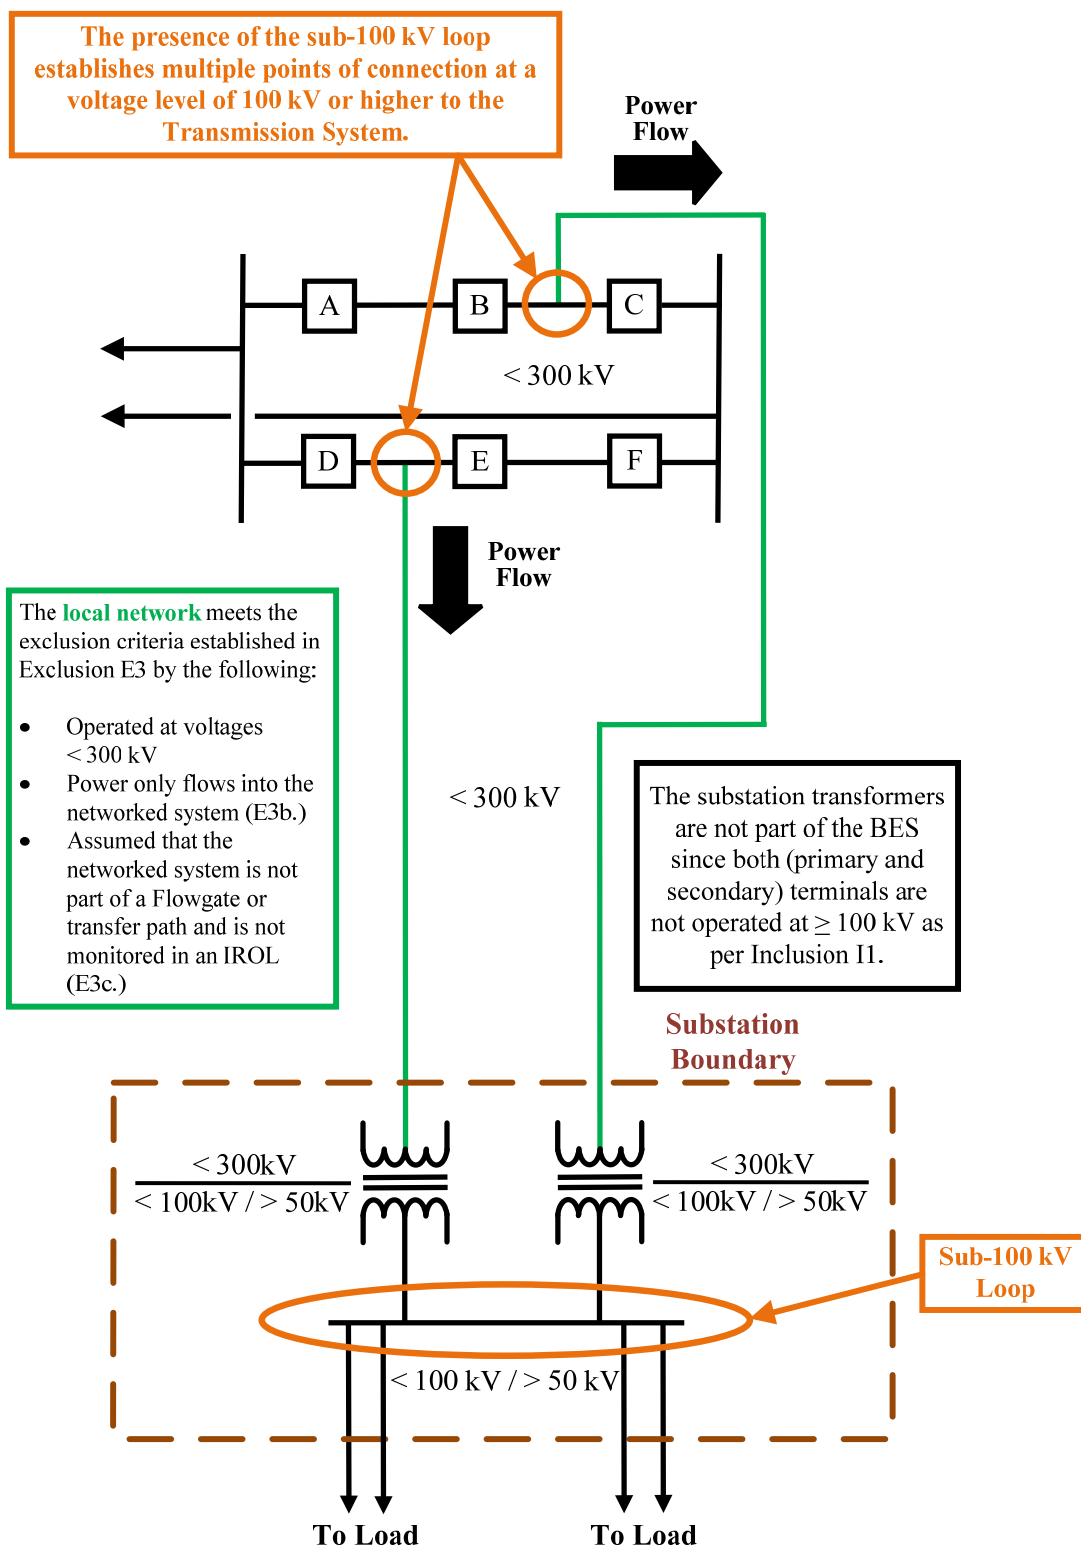 The presence of the sub-100 kV loop
establishes multiple points of connection at a
voltage level of 100 kV or higher to the
Transmission System.
Power
Flow
A
B
C
< 300 kV
D
E
F
Power
Flow
The local network meets the
exclusion criteria established in
Exclusion E3 by the following:
• Operated at voltages
< 300 kV
• Power only flows into the
networked system (E3b.)
• Assumed that the
networked system is not
part of a Flowgate or
transfer path and is not
monitored in an IROL
(E3c.)
< 300 kV
The substation transformers
are not part of the BES
since both (primary and
secondary) terminals are
not operated at ≥ 100 kV as
per Inclusion I1.
Substation
Boundary
< 300kV
< 100kV / > 50kV
< 300kV
< 100kV / > 50kV
Sub-100 kV
Loop
< 100 kV / > 50 kV
To Load
To Load